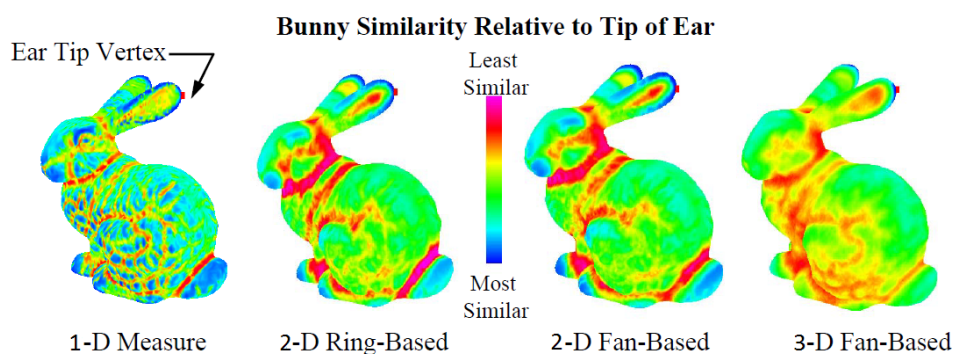 Bunny Similarity Relative to Tip of Ear
Ear Tip Vertex
Least
Similar
Most
Similar
1-D Measure
2-D Ring-Based
2-D Fan-Based
3-D Fan-Based